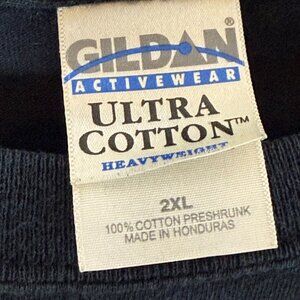 GILDAN®
ACTIVEWEAR
ULTRA
COTTON™
HEAVYWEIGHT
2XL
100% COTTON PRESHRUNK
MADE IN HONDURAS